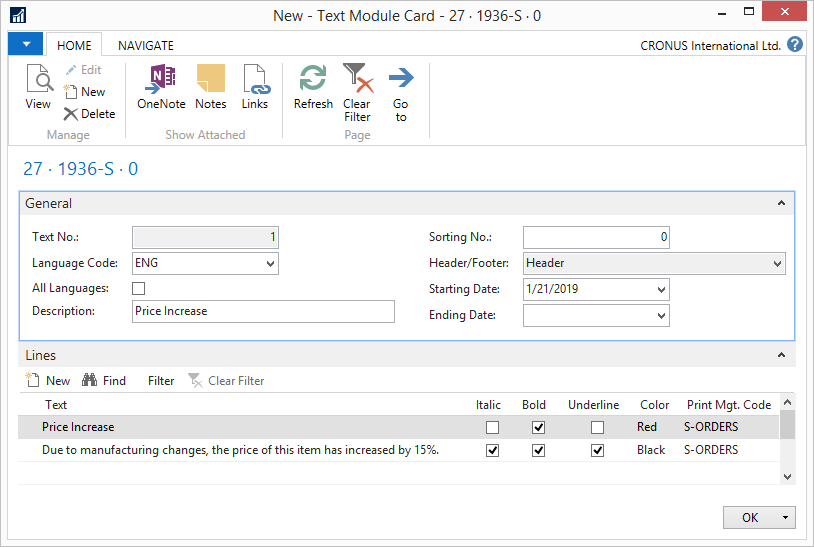 New - Text Module Card - 27 · 1936-S · 0
HOME NAVIGATE CRONUS International Ltd. ?
View Edit New Delete OneNote Notes Links Refresh Clear Filter Go to
Manage Show Attached Page
27 · 1936-S · 0
General
Text No.: 1 Sorting No.: 0
Language Code: ENG Header/Footer: Header
All Languages: Starting Date: 1/21/2019
Description: Price Increase Ending Date:
Lines
New Find Filter Clear Filter
Text Italic Bold Underline Color Print Mgt. Code
Price Increase Red S-ORDERS
Due to manufacturing changes, the price of this item has increased by 15%. Black S-ORDERS
OK